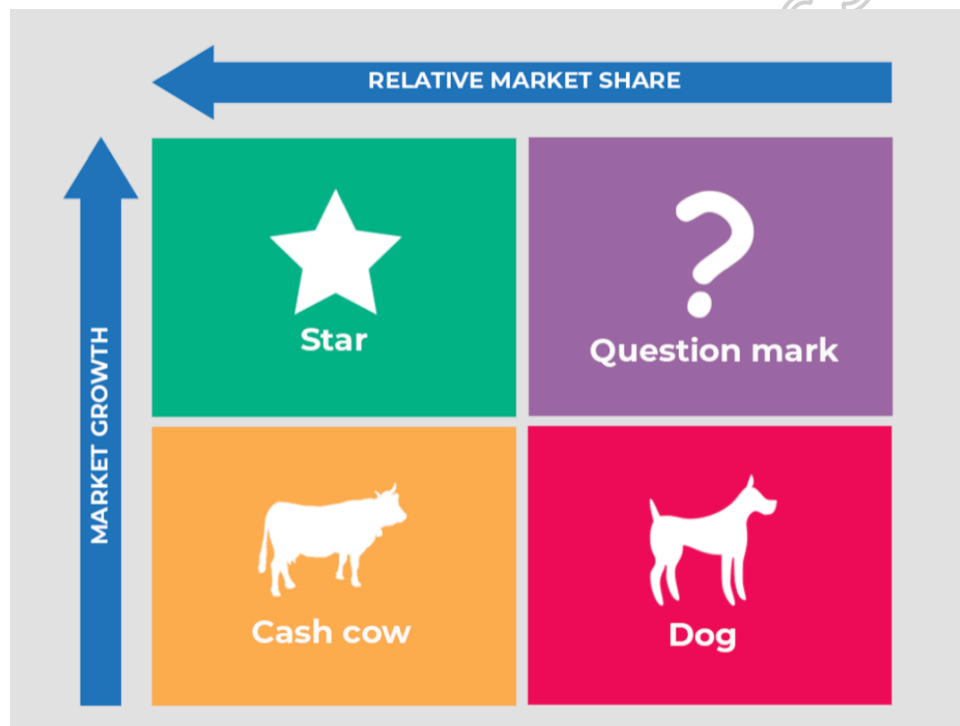 RELATIVE MARKET SHARE
MARKET GROWTH
Star
?
Question mark
Cash cow
Dog